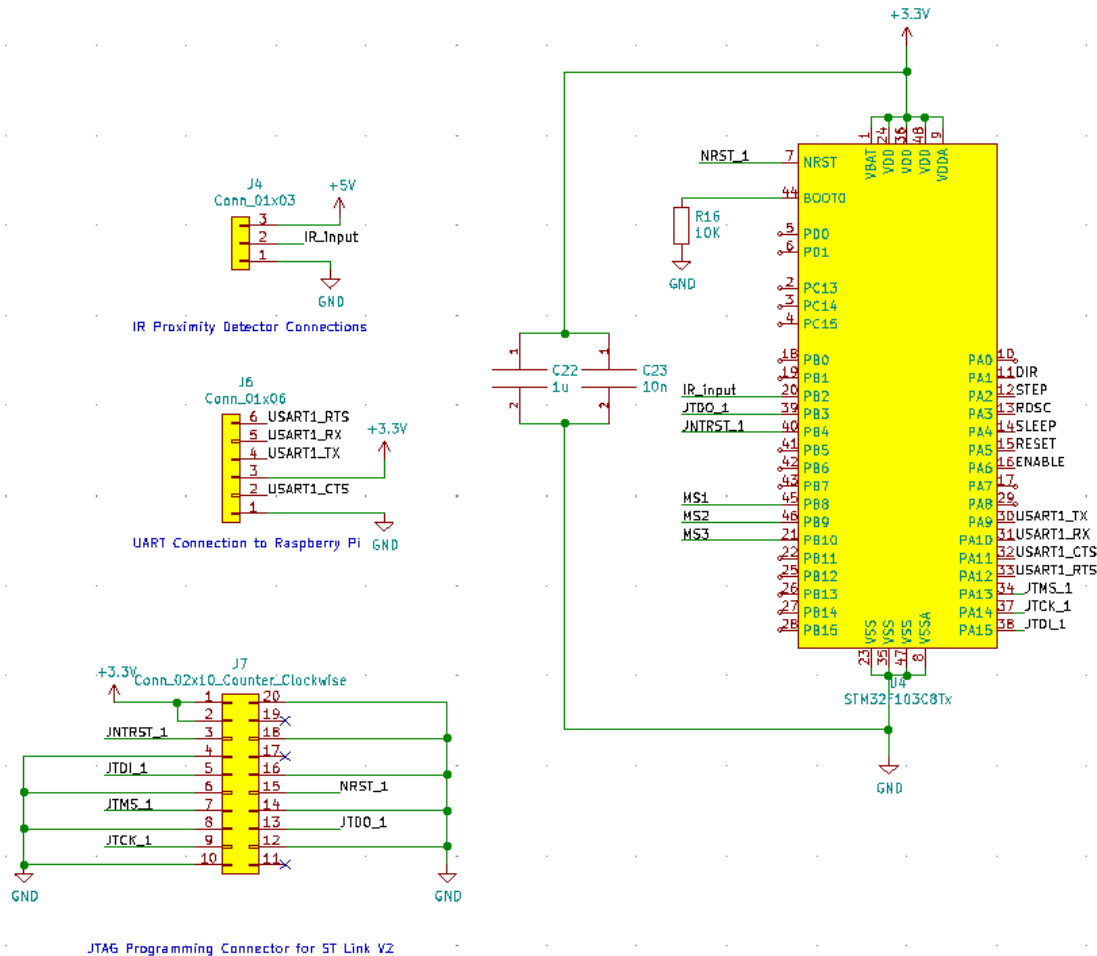 +3.3V
J4
Conn_01x03
+5V
3
2 IR_Input
1
GND
IR Proximity Detector Connections
J6
Conn_01x06
6 USART1_RTS
5 USART1_RX
4 USART1_TX
+3.3V
3
2 USART1_CTS
1
UART Connection to Raspberry Pi
GND
J7
Conn_02x10_Counter_Clockwise
+3.3V
1 20
2 19
JNTRST_1 3 18
4 17
JTDI_1 5 16
6 15 NRST_1
JTMS_1 7 14
8 13 JTDO_1
JTCK_1 9 12
10 11
GND
GND
JTAG Programming Connector for ST Link V2
1 C22 1u 2
1 C23 10n 2
1 24 36 48 9
VBAT VDD VDD VDD VDDA
NRST_1 7 NRST
44 BOOT0
R16
10K
GND
5 PD0
6 PD1
2 PC13
3 PC14
4 PC15
18 PB0
19 PB1
IR_Input 20 PB2
JTDO_1 39 PB3
JNTRST_1 40 PB4
41 PB5
42 PB6
43 PB7
MS1 45 PB8
MS2 46 PB9
MS3 21 PB10
22 PB11
25 PB12
26 PB13
27 PB14
28 PB15
PA0 10
PA1 11 DIR
PA2 12 STEP
PA3 13 RDSC
PA4 14 SLEEP
PA5 15 RESET
PA6 16 ENABLE
PA7 17
PA8 29
PA9 30 USART1_TX
PA10 31 USART1_RX
PA11 32 USART1_CTS
PA12 33 USART1_RTS
PA13 34 JTMS_1
PA14 37 JTCK_1
PA15 38 JTDI_1
VSS VSS VSS VSSA
23 35 47 8
U4
STM32F103C8Tx
GND